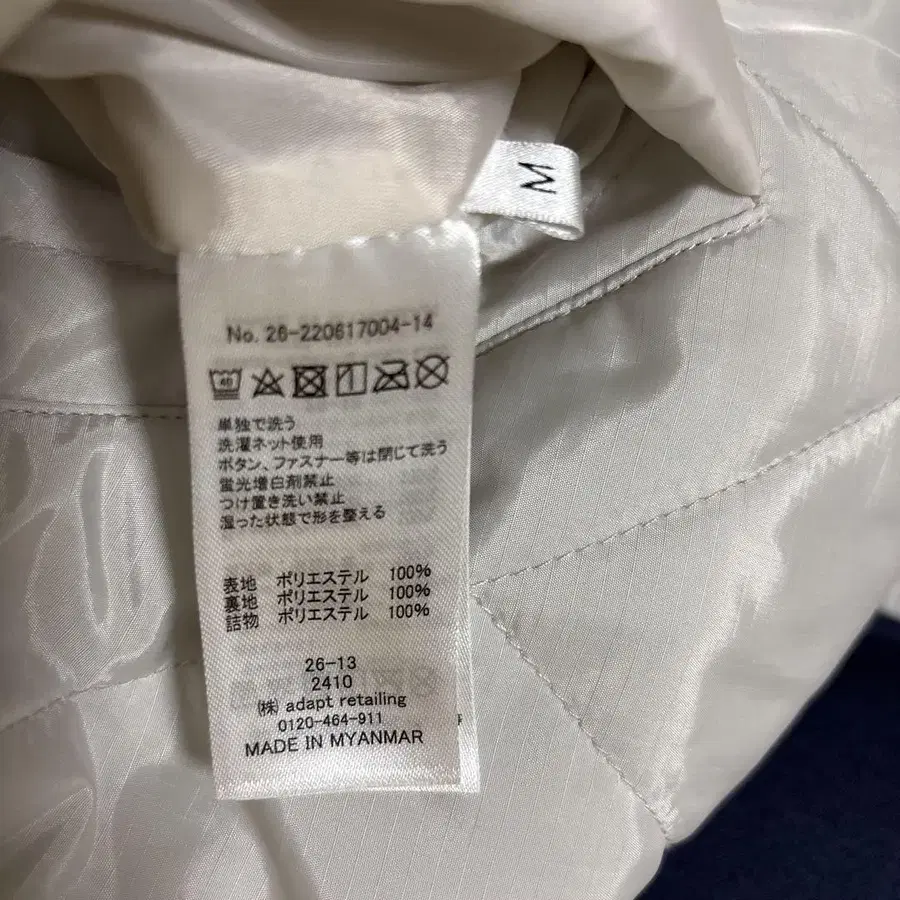 M
No. 26-220617004-14
40
単独で洗う
洗濯ネット使用
ボタン、ファスナー等は閉じて洗う
蛍光増白剤禁止
つけ置き洗い禁止
湿った状態で形を整える
表地 ポリエステル 100%
裏地 ポリエステル 100%
詰物 ポリエステル 100%
26-13
2410
㈱ adapt retailing
0120-464-911
MADE IN MYANMAR